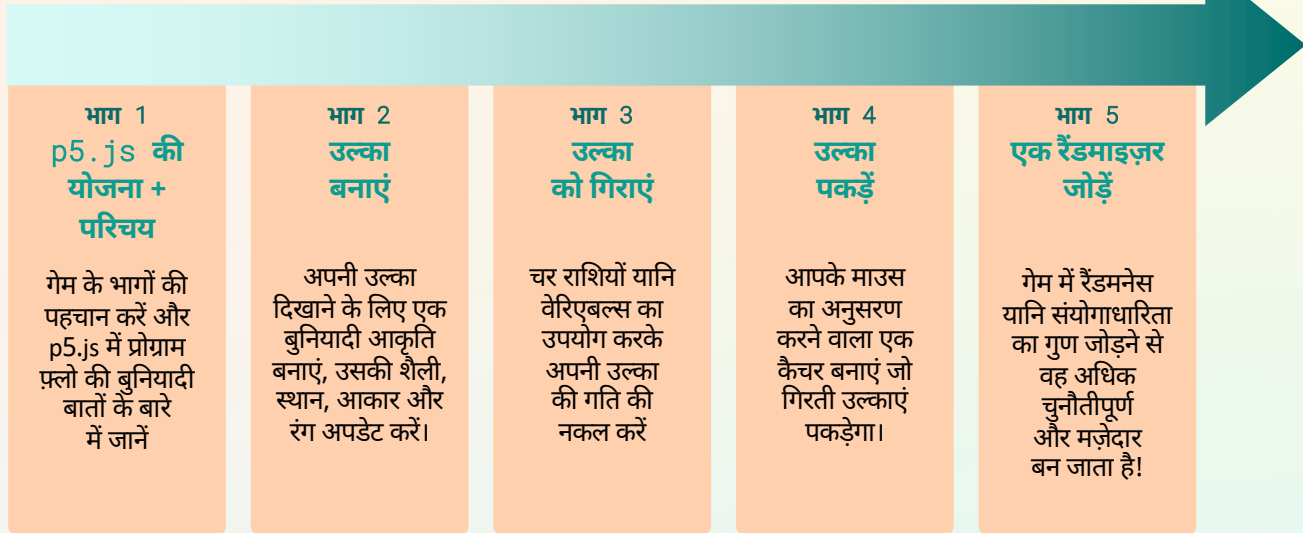 भाग 1
p5.js की
योजना +
परिचय
गेम के भागों की
पहचान करें और
p5.js में प्रोग्राम
फ़्लो की बुनियादी
बातों के बारे
में जानें
भाग 2
उल्का
बनाएं
अपनी उल्का
दिखाने के लिए एक
बुनियादी आकृति
बनाएं, उसकी शैली,
स्थान, आकार और
रंग अपडेट करें।
भाग 3
उल्का
को गिराएं
चर राशियों यानि
वेरिएबल्स का
उपयोग करके
अपनी उल्का
की गति की
नकल करें
भाग 4
उल्का
पकड़ें
आपके माउस
का अनुसरण
करने वाला एक
कैचर बनाएं जो
गिरती उल्काएं
पकड़ेगा।
भाग 5
एक रैंडमाइज़र
जोड़ें
गेम में रैंडमनेस
यानि संयोगाधारिता
का गुण जोड़ने से
वह अधिक
चुनौतीपूर्ण
और मज़ेदार
बन जाता है!